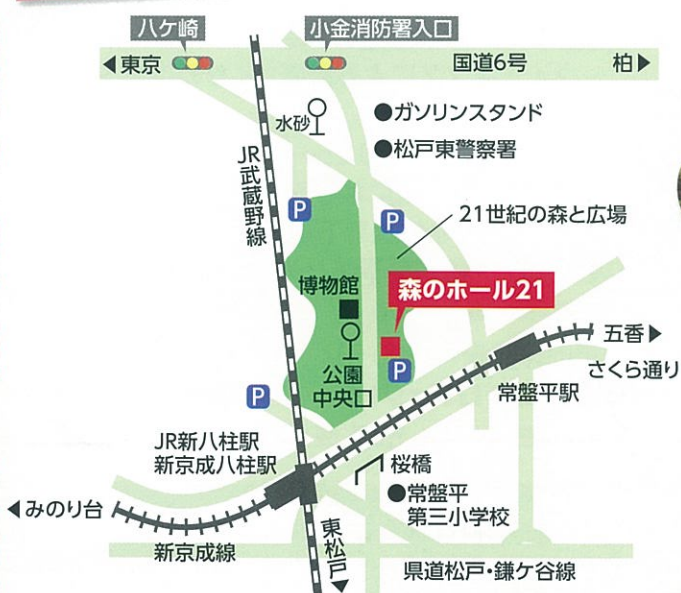 八ケ崎
小金消防署入口
◀東京
国道6号
柏▶
水砂
●ガソリンスタンド
●松戸東警察署
JR武蔵野線
P
P
21世紀の森と広場
博物館
森のホール21
公園
中央口
P
P
五香▶
さくら通り
常盤平駅
JR新八柱駅
新京成八柱駅
桜橋
●常盤平
第三小学校
◀みのり台
新京成線
東松戸▼
県道松戸・鎌ケ谷線